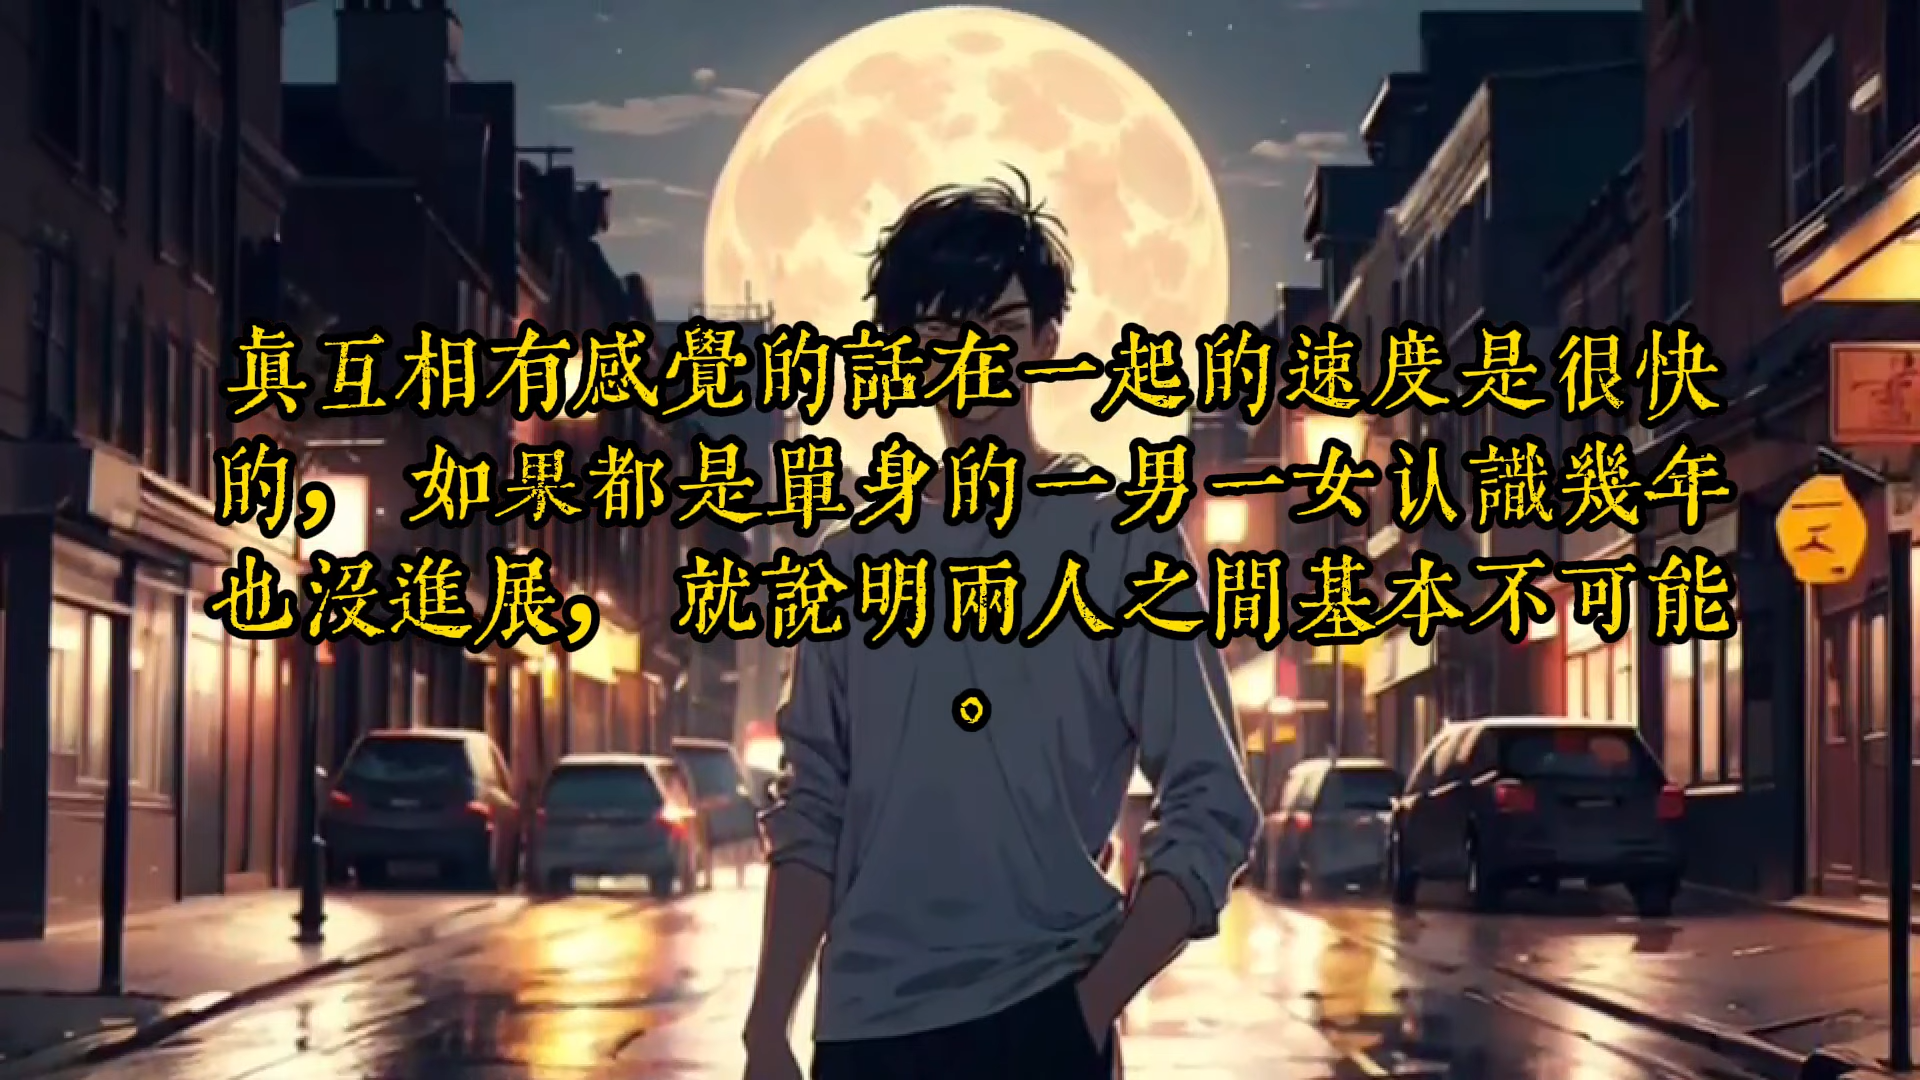 真互相有感覺的話在一起的速度是很快
的，如果都是單身的一男一女认識幾年
也沒進展，就說明兩人之間基本不可能
。